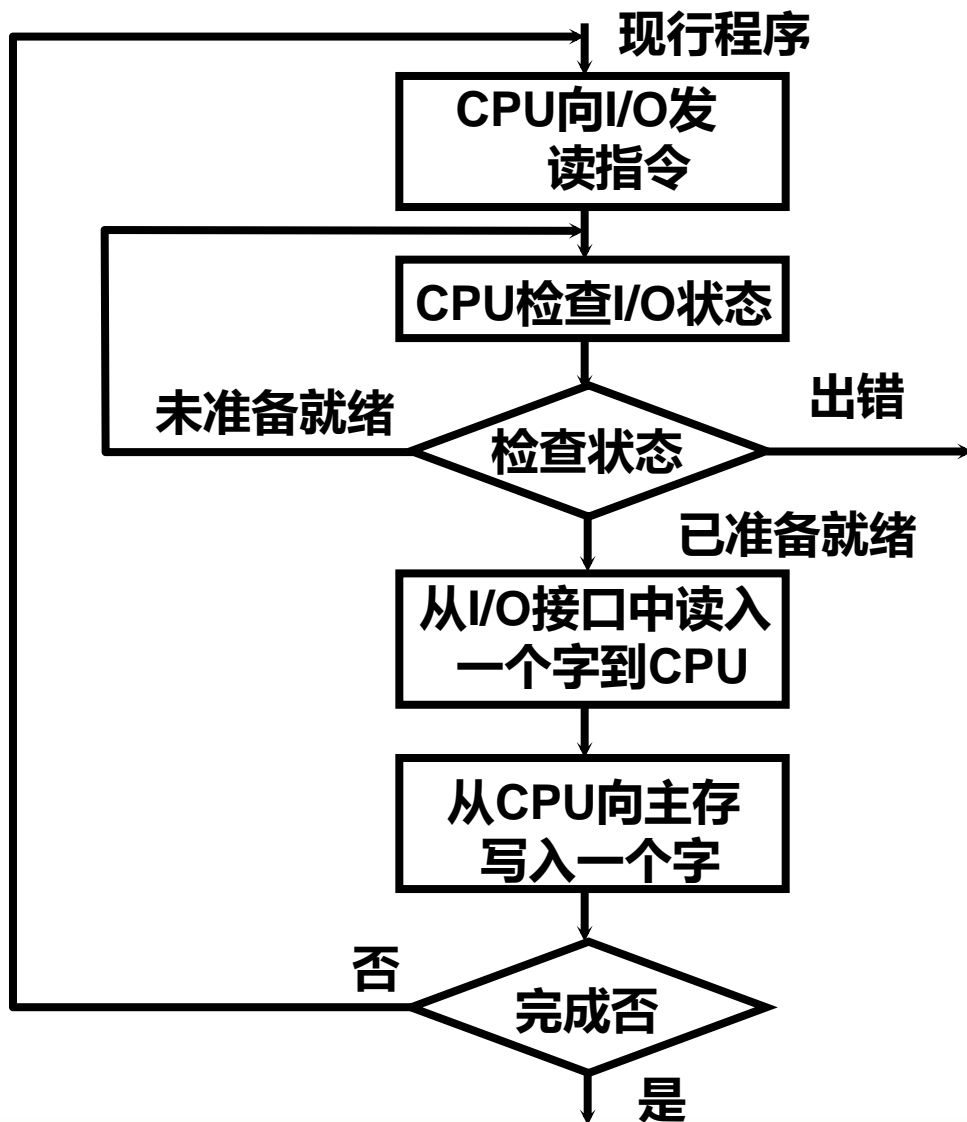 现行程序
CPU向I/O发
读指令
CPU检查I/O状态
出错
未准备就绪
检查状态
已准备就绪
从I/O接口中读入
一个字到CPU
从CPU向主存
写入一个字
否
完成否
是